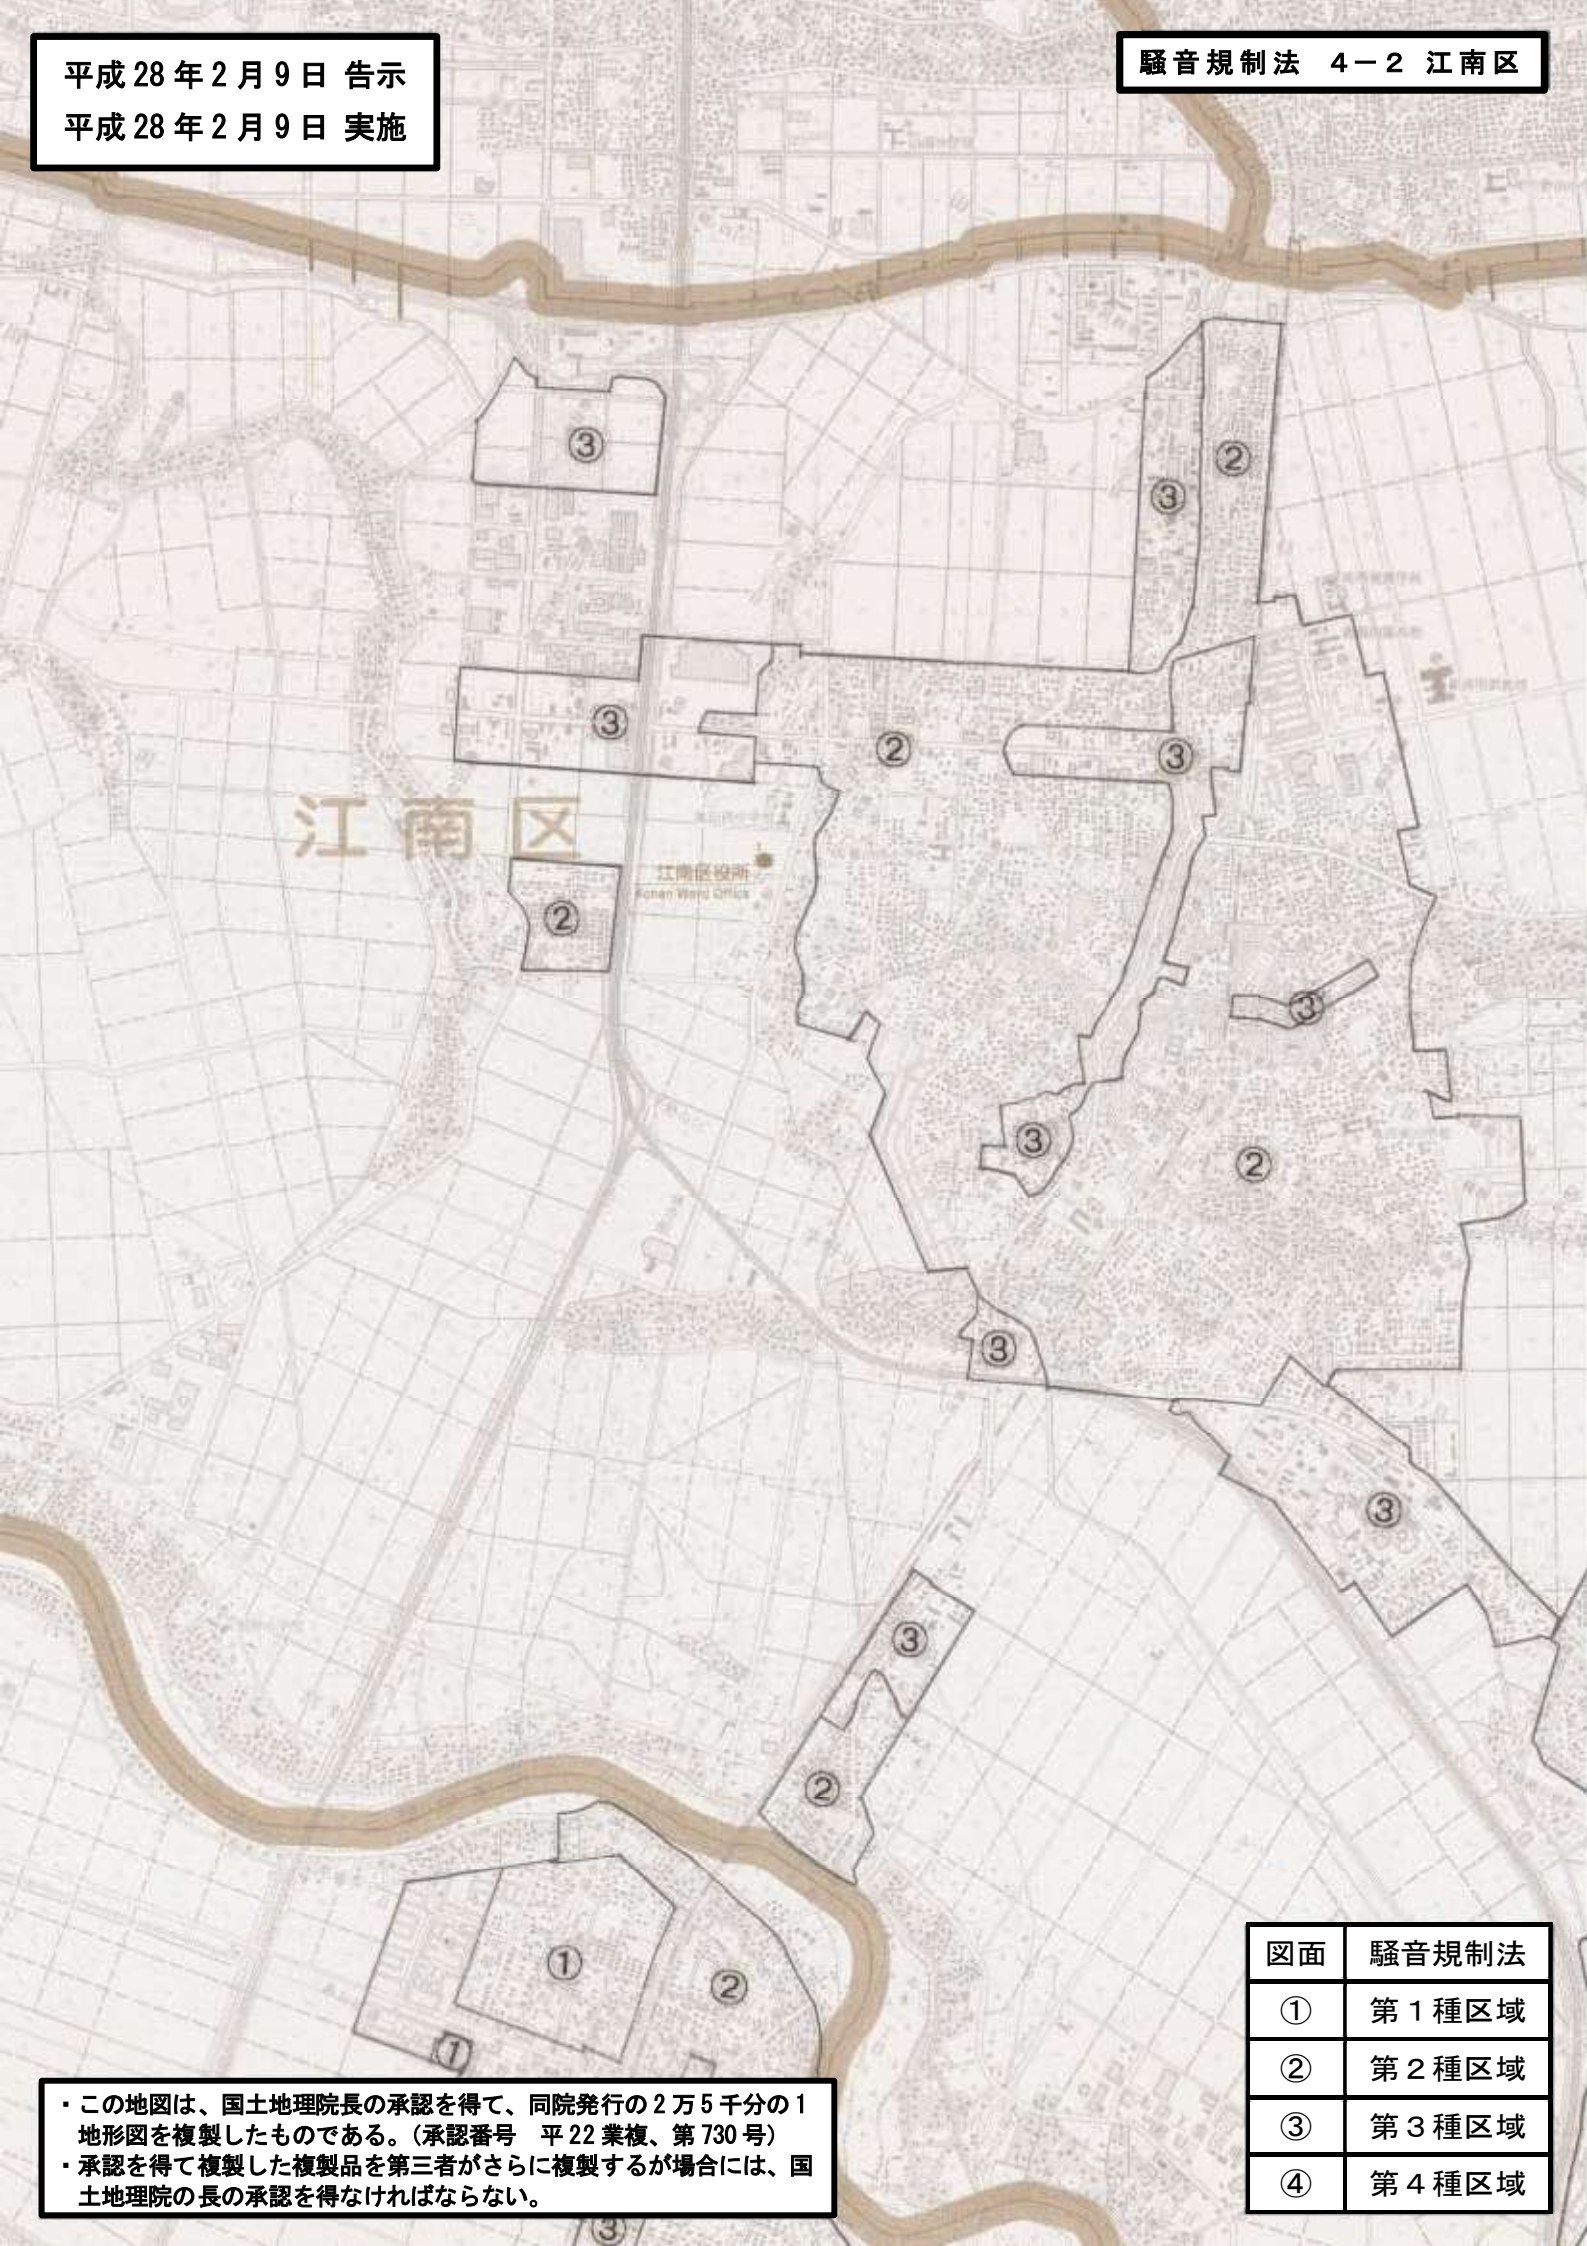 平成28年2月9日 告示
平成28年2月9日 実施
騒音規制法 4－2 江南区
③
②
③
③
②
③
江南区
江南区役所
Konan Ward Office
②
③
③
②
③
③
③
②
①
②
①
図面 騒音規制法
① 第1種区域
② 第2種区域
③ 第3種区域
④ 第4種区域
・この地図は、国土地理院長の承認を得て、同院発行の2万5千分の1
地形図を複製したものである。（承認番号 平22業複、第730号）
・承認を得て複製した複製品を第三者がさらに複製するが場合には、国
土地理院の長の承認を得なければならない。
③